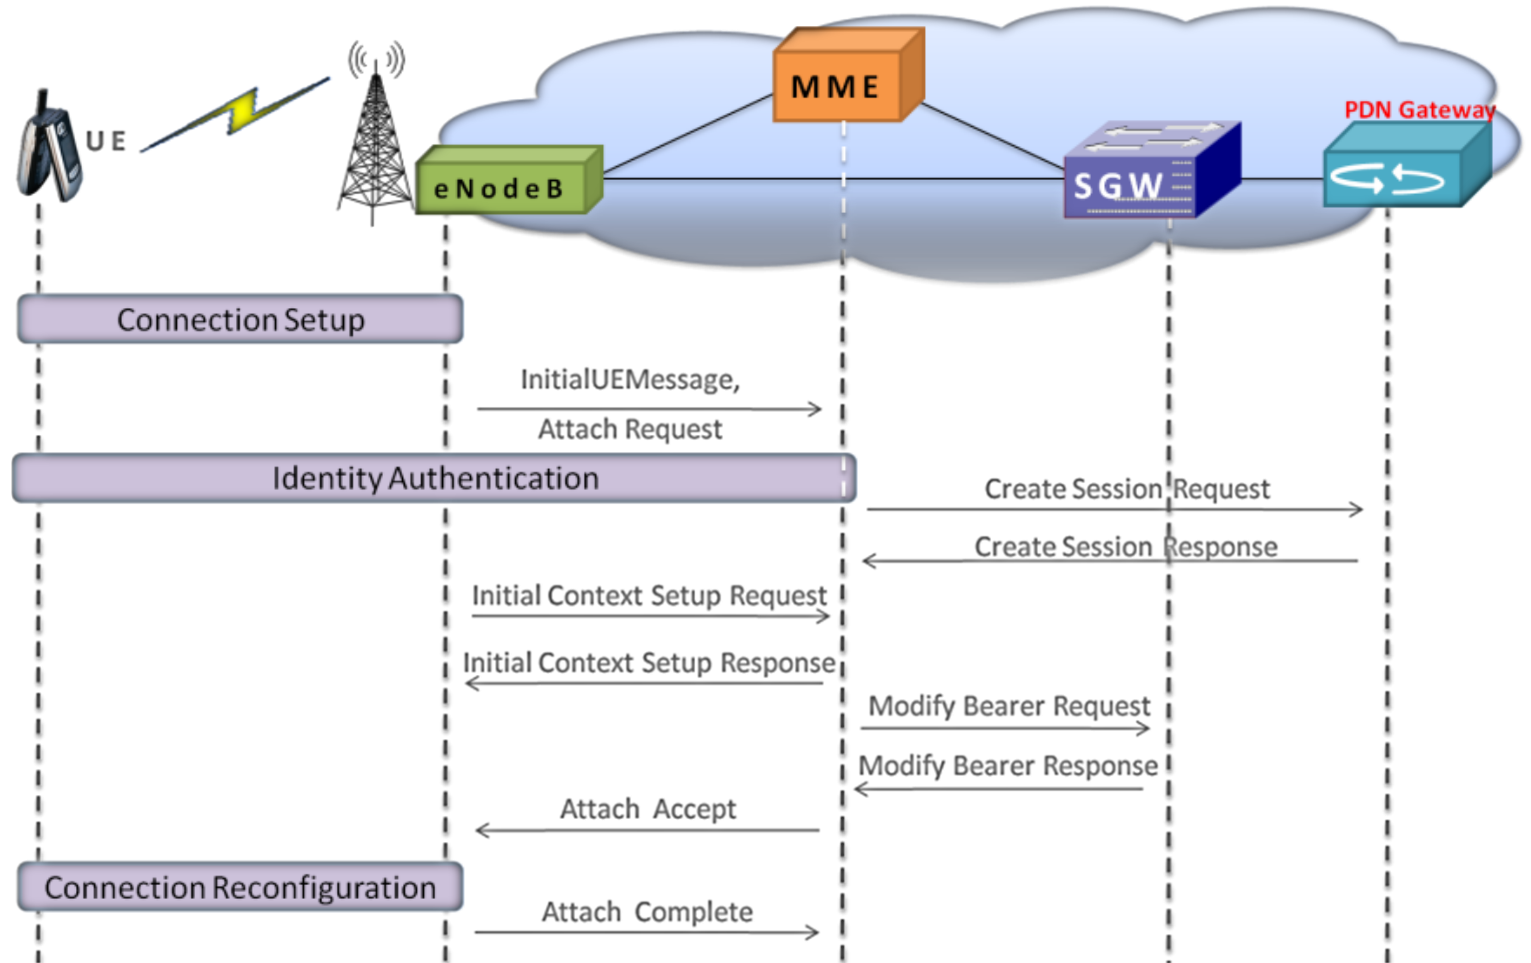 MME
PDN Gateway
UE
eNodeB
SGW
Connection Setup
InitialUEMessage,
Attach Request
Identity Authentication
Create Session Request
Create Session Response
Initial Context Setup Request
Initial Context Setup Response
Modify Bearer Request
Modify Bearer Response
Attach Accept
Connection Reconfiguration
Attach Complete